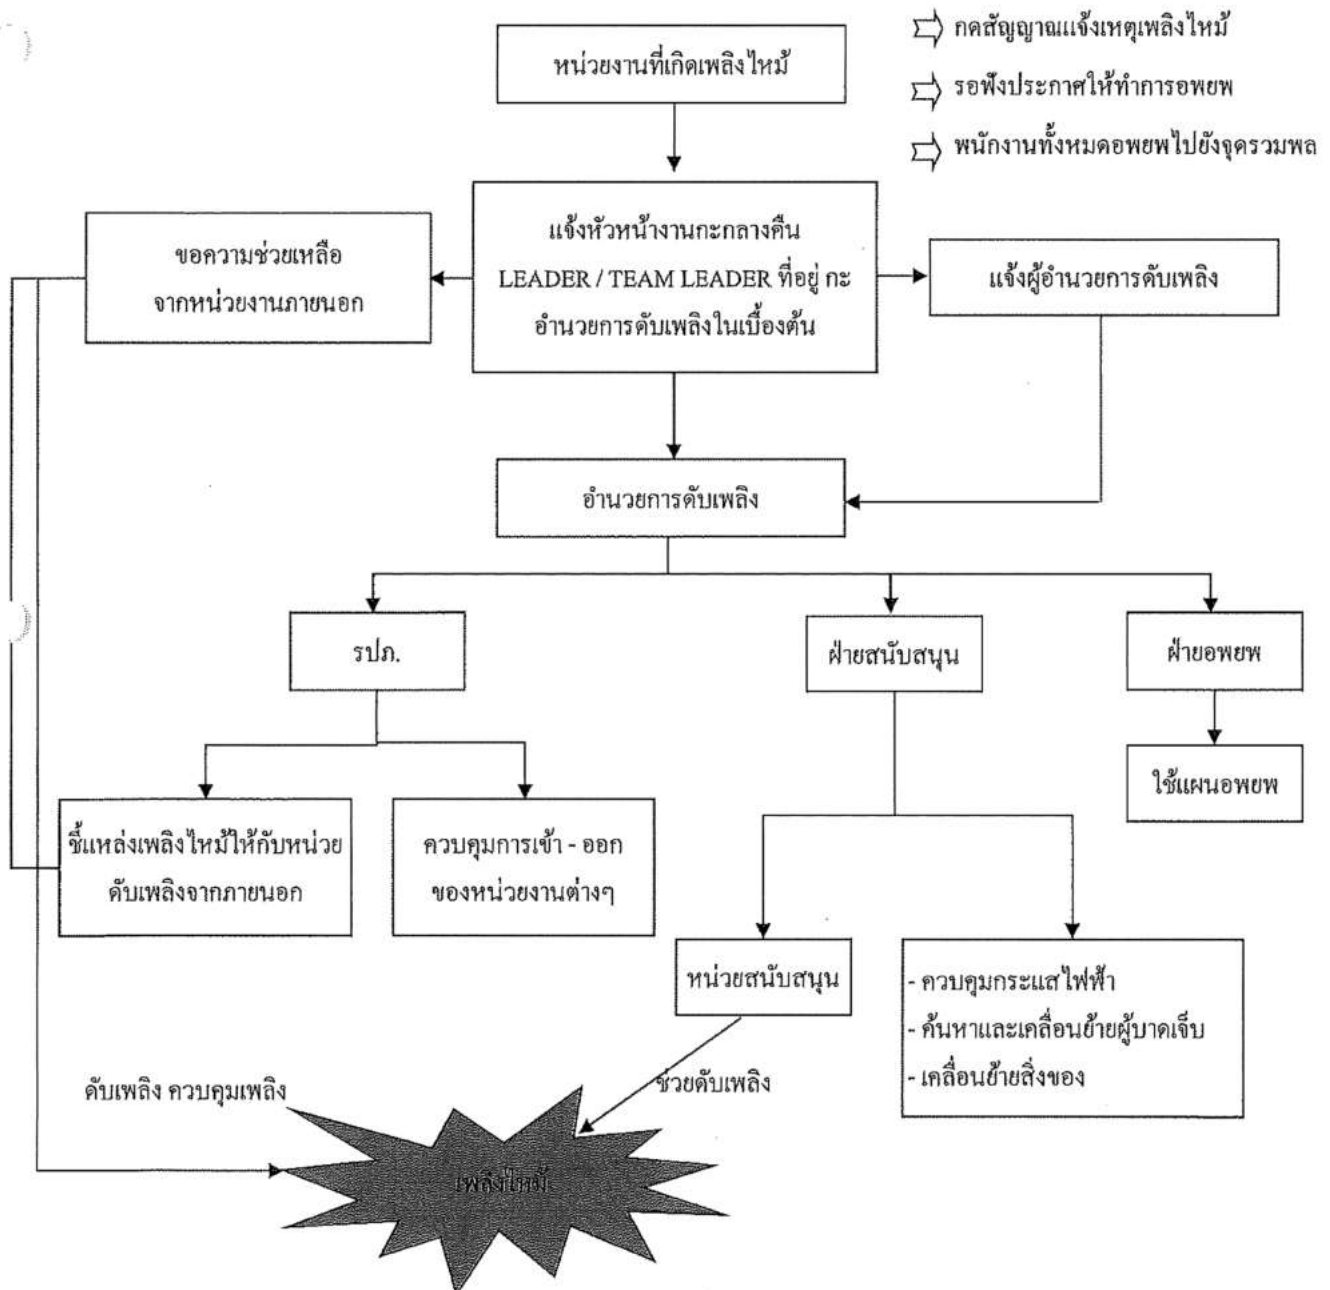 หน่วยงานที่เกิดเพลิงไหม้
กดสัญญาณแจ้งเหตุเพลิงไหม้
รอฟังประกาศให้ทำการอพยพ
พนักงานทั้งหมดอพยพไปยังจุดรวมพล
ขอความช่วยเหลือ
จากหน่วยงานภายนอก
แจ้งหัวหน้างานกะกลางคืน
LEADER / TEAM LEADER ที่อยู่ กะ
อำนวยการดับเพลิงในเบื้องต้น
แจ้งผู้อำนวยการดับเพลิง
อำนวยการดับเพลิง
รปภ.
ฝ่ายสนับสนุน
ฝ่ายอพยพ
ใช้แผนอพยพ
ชี้แหล่งเพลิงไหม้ให้กับหน่วย
ดับเพลิงจากภายนอก
ควบคุมการเข้า - ออก
ของหน่วยงานต่างๆ
หน่วยสนับสนุน
- ควบคุมกระแสไฟฟ้า
- ค้นหาและเคลื่อนย้ายผู้บาดเจ็บ
- เคลื่อนย้ายสิ่งของ
ดับเพลิง ควบคุมเพลิง
ช่วยดับเพลิง
เพลิงไหม้